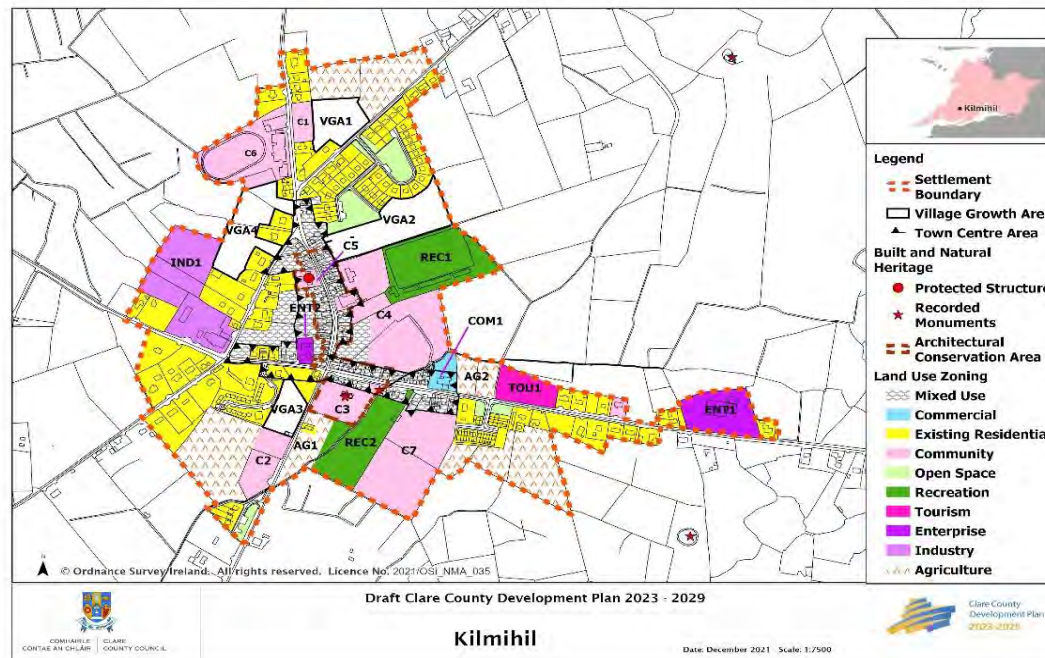 C1
VGA1
C6
VGA2
VGA4
C5
IND1
REC1
ENT2
C4
COM1
AG2
TOU1
ENT1
VGA3
C3
AG1
REC2
C2
C7
© Ordnance Survey Ireland. All rights reserved. Licence No. 2021/OSi_NMA_035
Kilmihil
Legend
Settlement
Boundary
Village Growth Area
Town Centre Area
Built and Natural
Heritage
Protected Structure
Recorded
Monuments
Architectural
Conservation Area
Land Use Zoning
Mixed Use
Commercial
Existing Residential
Community
Open Space
Recreation
Tourism
Enterprise
Industry
Agriculture
COMHAIRLE CLARE
CONTAE AN CHLÁIR COUNTY COUNCIL
Draft Clare County Development Plan 2023 - 2029
Kilmihil
Date: December 2021 Scale: 1:7500
Clare County
Development Plan
2023-2029